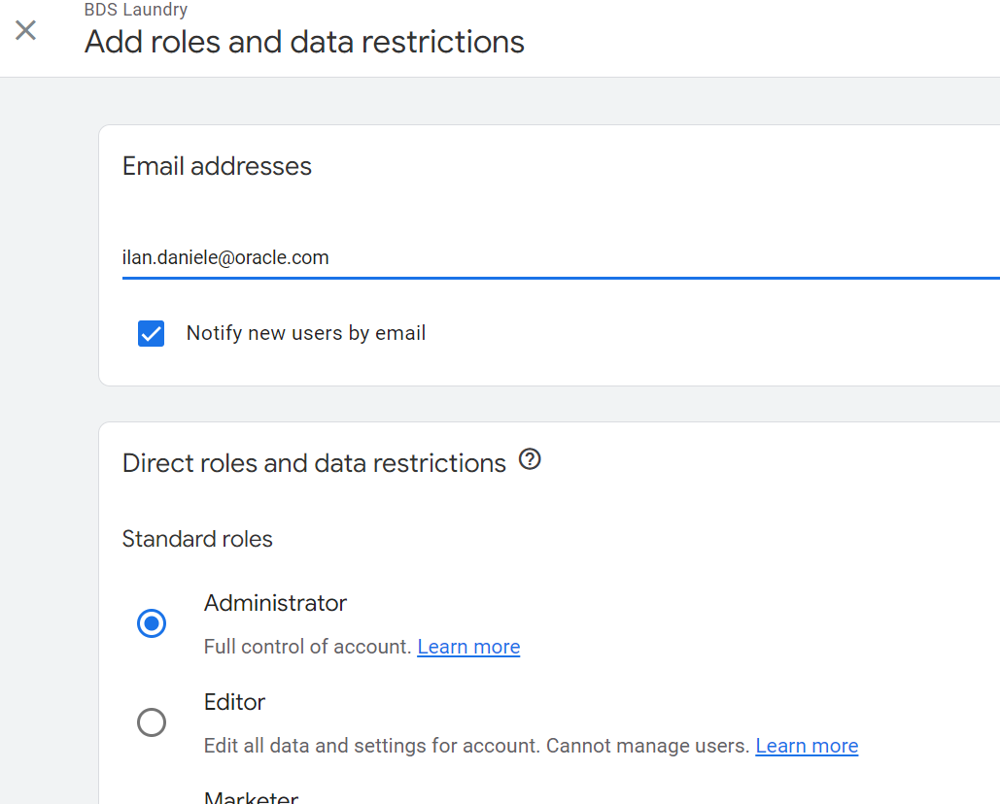 BDS Laundry
Add roles and data restrictions
Email addresses
ilan.daniele@oracle.com
Notify new users by email
Direct roles and data restrictions
Standard roles
Administrator
Full control of account. Learn more
Editor
Edit all data and settings for account. Cannot manage users. Learn more
Marketer